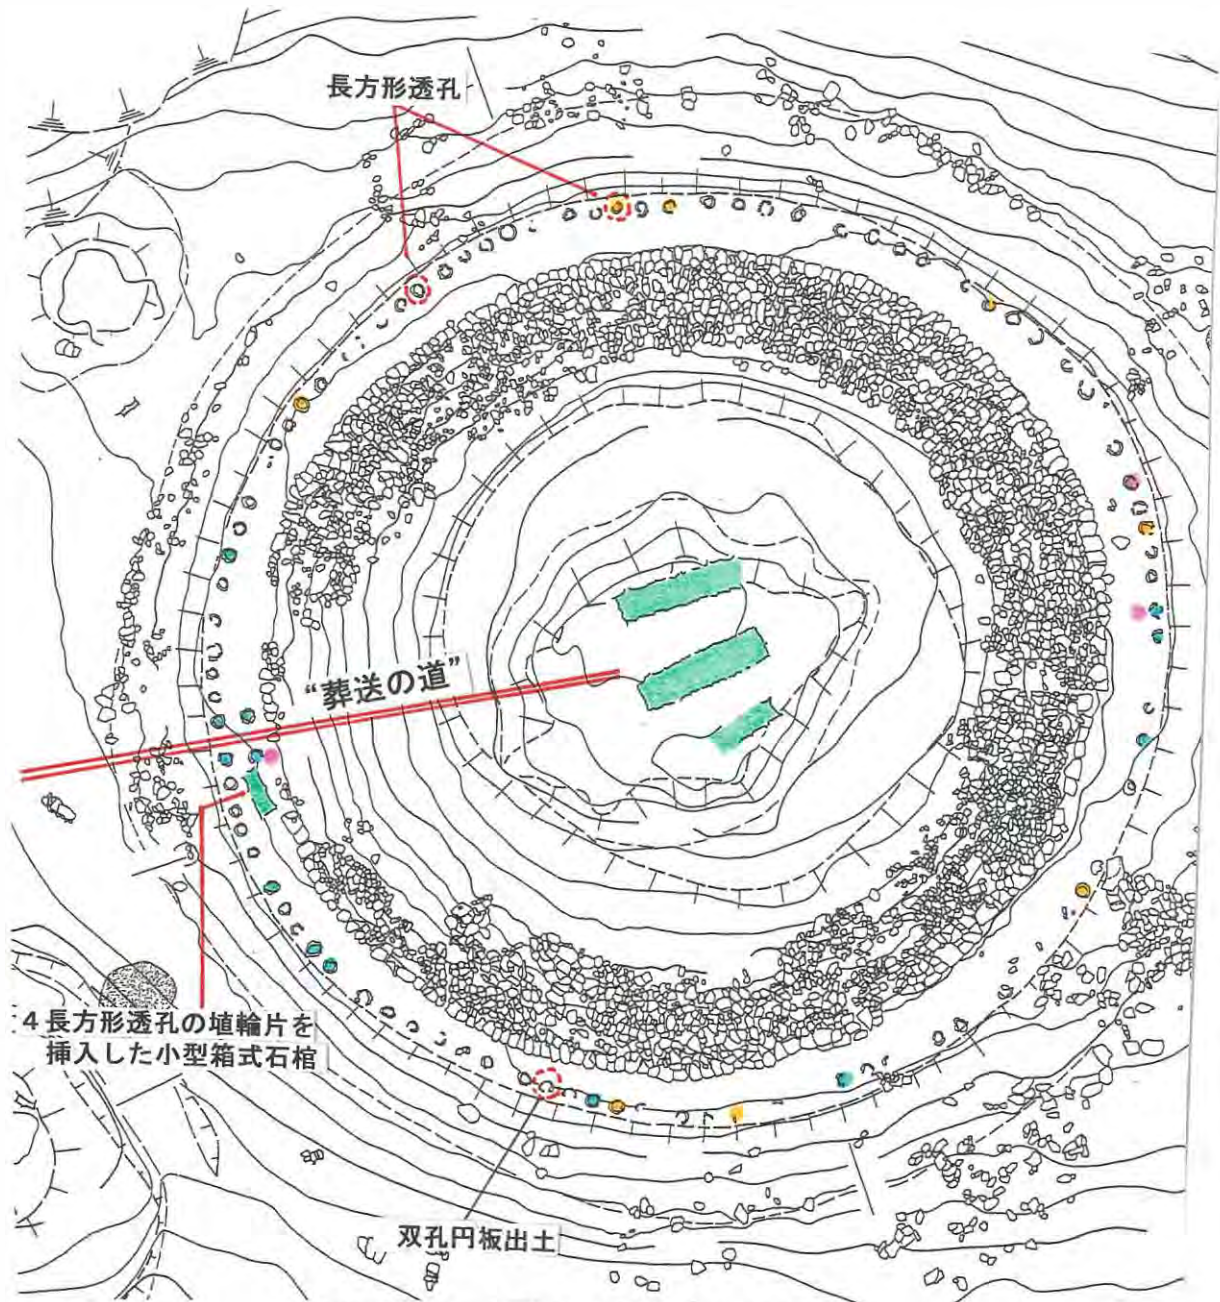 長方形透孔
“葬送の道”
4長方形透孔の埴輪片を
挿入した小型箱式石棺
双孔円板出土